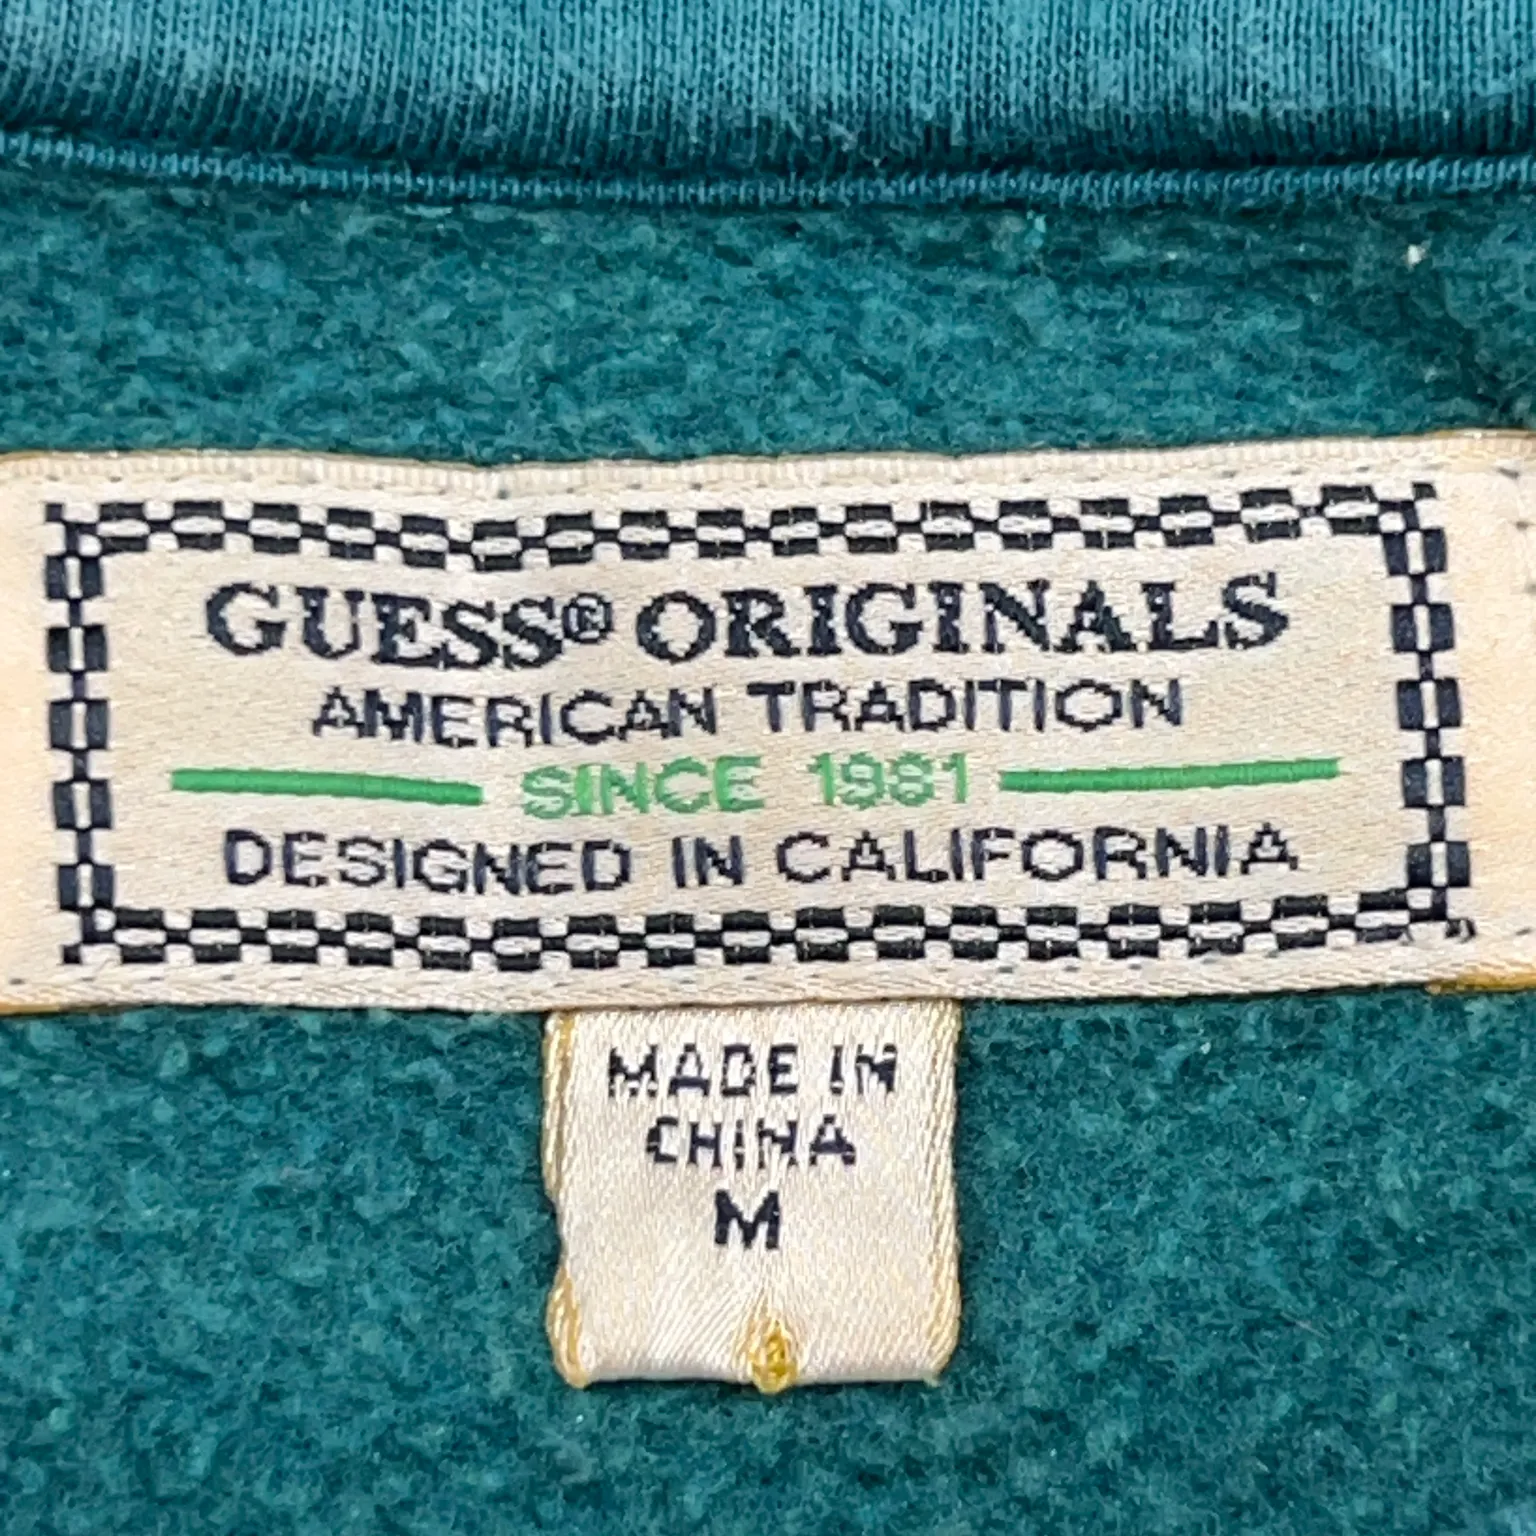 GUESS® ORIGINALS
AMERICAN TRADITION
SINCE 1981
DESIGNED IN CALIFORNIA
MADE IN
CHINA
M